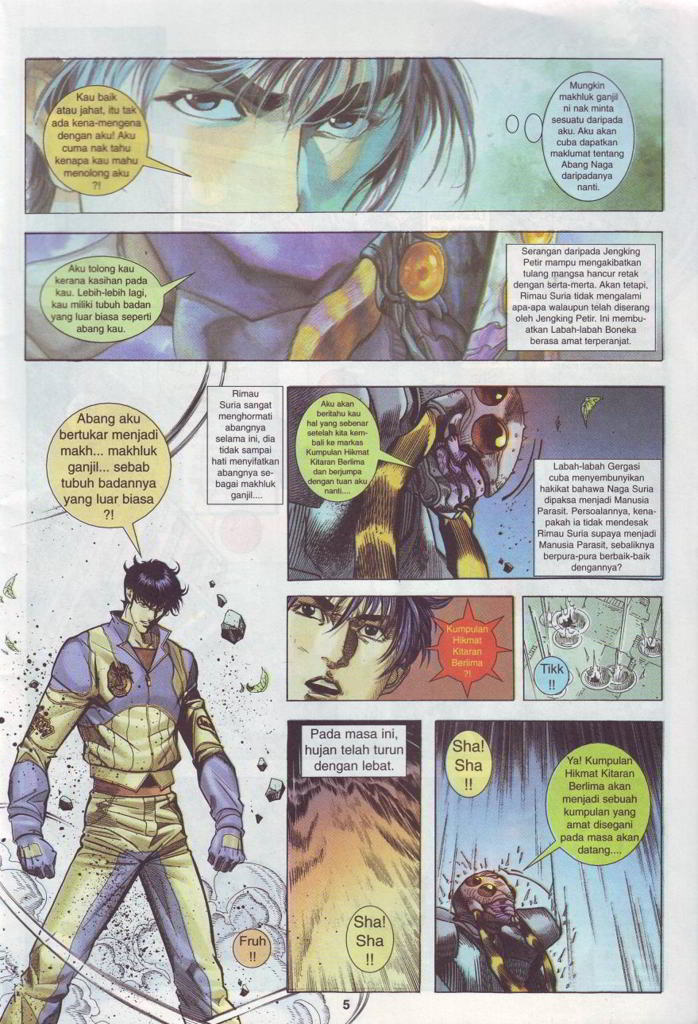 Kau baik
atau jahat, itu tak
ada kena-mengena
dengan aku! Aku
cuma nak tahu
kenapa kau mahu
menolong aku
?!
Mungkin
makhluk ganjil
ni nak minta
sesuatu daripada
aku. Aku akan
cuba dapatkan
maklumat tentang
Abang Naga
daripadanya
nanti.
Aku tolong kau
kerana kasihan pada
kau. Lebih-lebih lagi,
kau miliki tubuh badan
yang luar biasa seperti
abang kau.
Serangan daripada Jengking
Petir mampu mengakibatkan
tulang mangsa hancur retak
dengan serta-merta. Akan tetapi,
Rimau Suria tidak mengalami
apa-apa walaupun telah diserang
oleh Jengking Petir. Ini membu-
atkan Labah-labah Boneka
berasa amat terperanjat.
Abang aku
bertukar menjadi
makh... makhluk
ganjil... sebab
tubuh badannya
yang luar biasa
?!
Rimau
Suria sangat
menghormati
abangnya
selama ini, dia
tidak sampai
hati menyifatkan
abangnya se-
bagai makhluk
ganjil....
Aku akan
beritahu kau
hal yang sebenar
setelah kita kem-
bali ke markas
Kumpulan Hikmat
Kitaran Berlima
dan berjumpa
dengan tuan aku
nanti....
Labah-labah Gergasi
cuba menyembunyikan
hakikat bahawa Naga Suria
dipaksa menjadi Manusia
Parasit. Persoalannya, kena-
pakah ia tidak mendesak
Rimau Suria supaya menjadi
Manusia Parasit, sebaliknya
berpura-pura berbaik-baik
dengannya?
Kumpulan
Hikmat
Kitaran
Berlima
?!
Tikk
!!
Fruh
!!
Pada masa ini,
hujan telah turun
dengan lebat.
Sha!
Sha
!!
Sha!
Sha
!!
Ya! Kumpulan
Hikmat Kitaran
Berlima akan
menjadi sebuah
kumpulan yang
amat disegani
pada masa akan
datang....
5